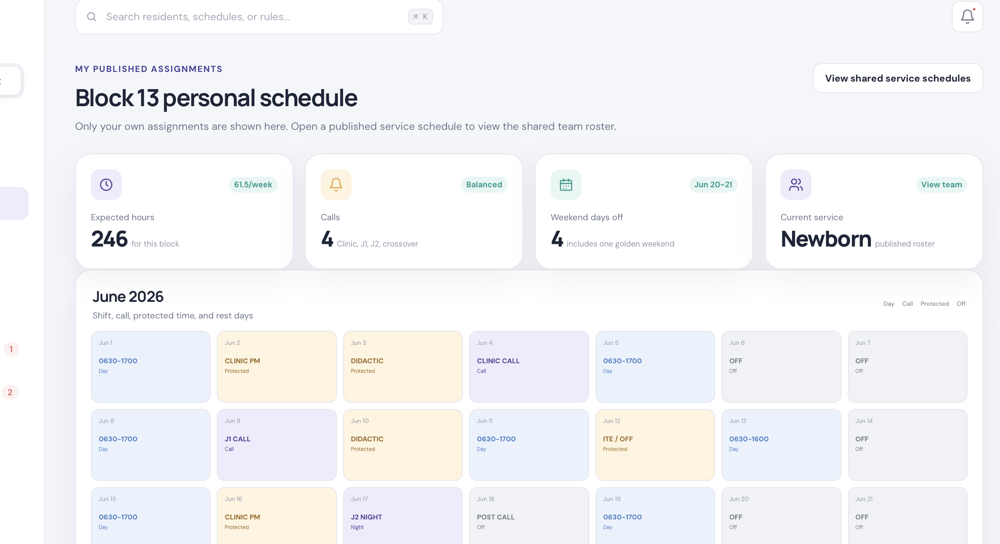 Search residents, schedules, or rules...
⌘ K
MY PUBLISHED ASSIGNMENTS
View shared service schedules
Block 13 personal schedule
Only your own assignments are shown here. Open a published service schedule to view the shared team roster.
61.5/week
Expected hours
246 for this block
Balanced
Calls
4 Clinic, J1, J2, crossover
Jun 20-21
Weekend days off
4 includes one golden weekend
View team
Current service
Newborn published roster
June 2026
Shift, call, protected time, and rest days
Day Call Protected Off
Jun 1
0630-1700
Day
Jun 2
CLINIC PM
Protected
Jun 3
DIDACTIC
Protected
Jun 4
CLINIC CALL
Call
Jun 5
0630-1700
Day
Jun 6
OFF
Off
Jun 7
OFF
Off
1
2
Jun 8
0630-1700
Day
Jun 9
J1 CALL
Call
Jun 10
DIDACTIC
Protected
Jun 11
0630-1700
Day
Jun 12
ITE / OFF
Protected
Jun 13
0630-1600
Day
Jun 14
OFF
Off
Jun 15
0630-1700
Day
Jun 16
CLINIC PM
Protected
Jun 17
J2 NIGHT
Night
Jun 18
POST CALL
Off
Jun 19
0630-1700
Day
Jun 20
OFF
Off
Jun 21
OFF
Off